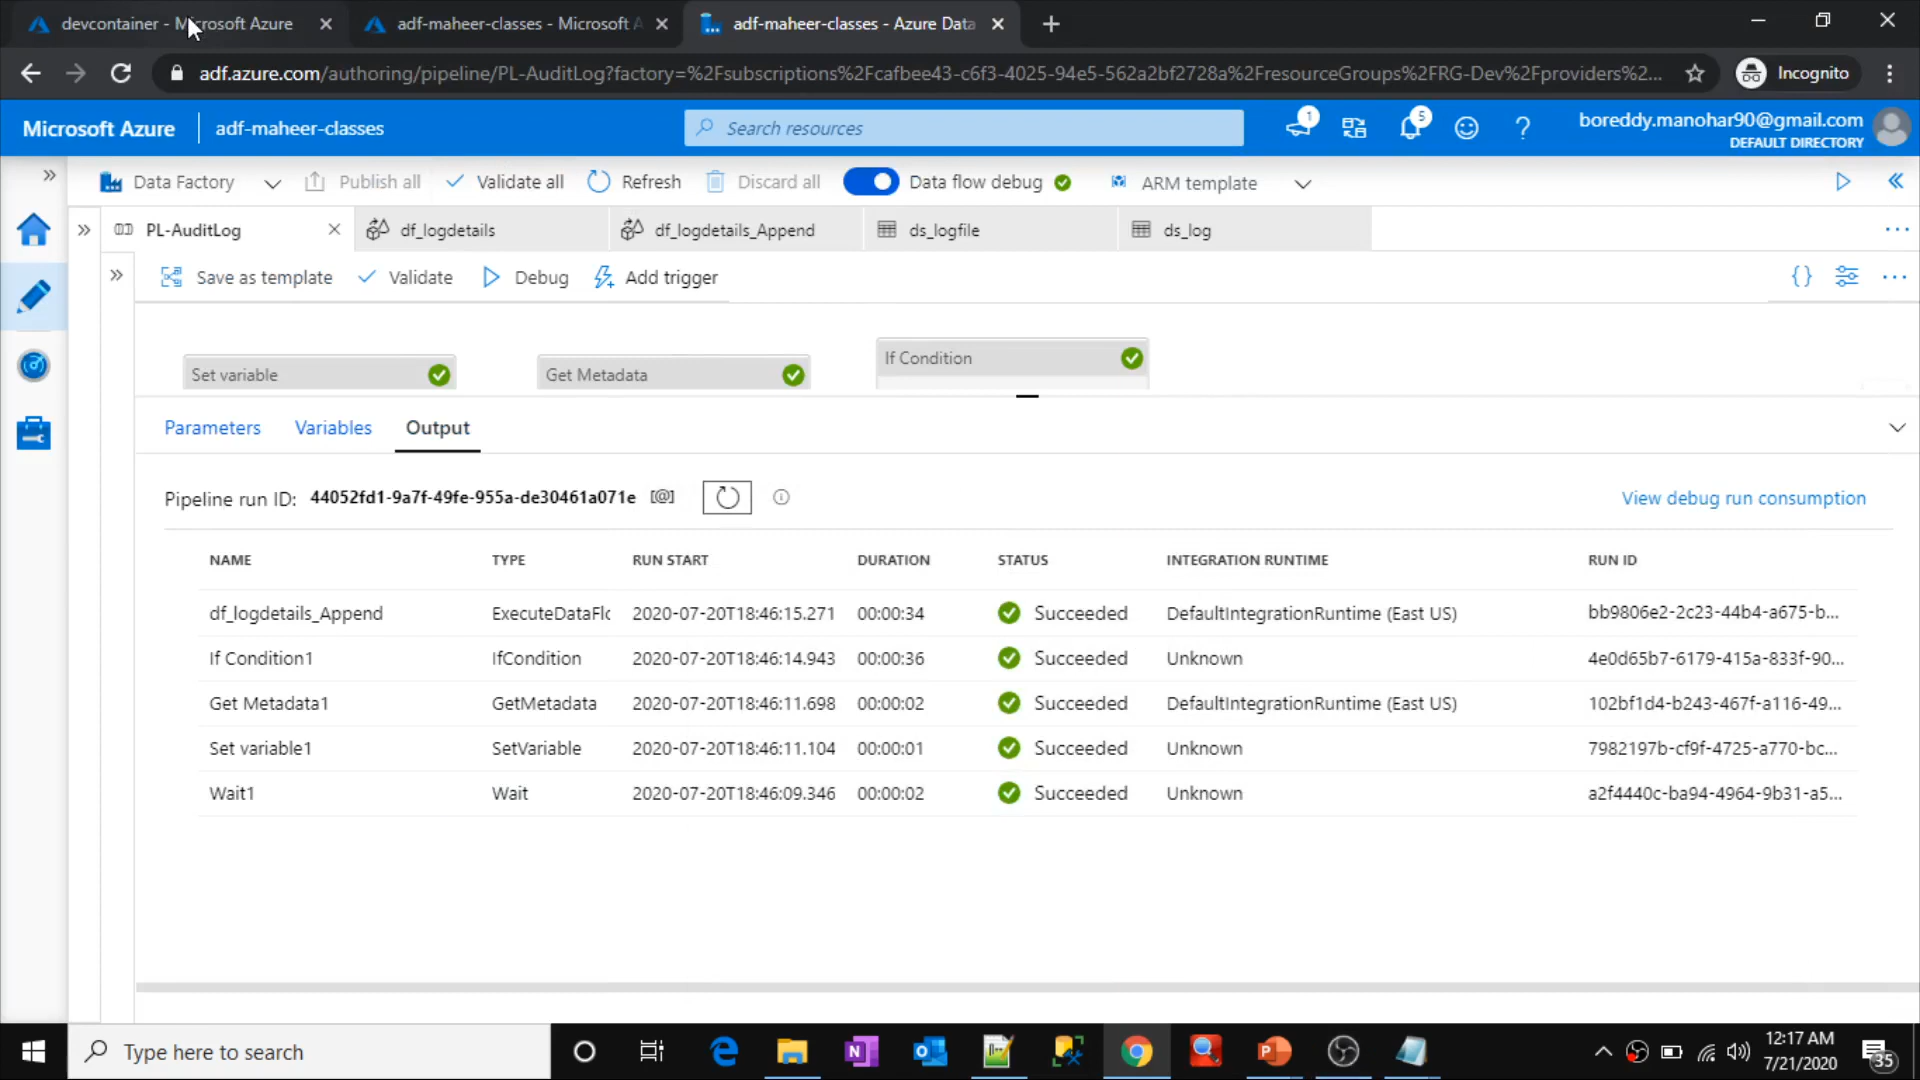 devcontainer - Microsoft Azure
adf-maheer-classes - Microsoft A
adf-maheer-classes - Azure Data
adf.azure.com/authoring/pipeline/PL-AuditLog?factory=%2Fsubscriptions%2Fcafbee43-c6f3-4025-94e5-562a2bf2728a%2FresourceGroups%2FRG-Dev%2Fproviders%2...
Incognito
Microsoft Azure
adf-maheer-classes
Search resources
1
5
boreddy.manohar90@gmail.com
DEFAULT DIRECTORY
Data Factory
Publish all
Validate all
Refresh
Discard all
Data flow debug
ARM template
PL-AuditLog
df_logdetails
df_logdetails_Append
ds_logfile
ds_log
Save as template
Validate
Debug
Add trigger
Set variable
Get Metadata
If Condition
Parameters
Variables
Output
Pipeline run ID: 44052fd1-9a7f-49fe-955a-de30461a071e [@]
View debug run consumption
NAME TYPE RUN START DURATION STATUS INTEGRATION RUNTIME RUN ID
df_logdetails_Append ExecuteDataFlo 2020-07-20T18:46:15.271 00:00:34 Succeeded DefaultIntegrationRuntime (East US) bb9806e2-2c23-44b4-a675-b...
If Condition1 IfCondition 2020-07-20T18:46:14.943 00:00:36 Succeeded Unknown 4e0d65b7-6179-415a-833f-90...
Get Metadata1 GetMetadata 2020-07-20T18:46:11.698 00:00:02 Succeeded DefaultIntegrationRuntime (East US) 102bf1d4-b243-467f-a116-49...
Set variable1 SetVariable 2020-07-20T18:46:11.104 00:00:01 Succeeded Unknown 7982197b-cf9f-4725-a770-bc...
Wait1 Wait 2020-07-20T18:46:09.346 00:00:02 Succeeded Unknown a2f4440c-ba94-4964-9b31-a5...
Type here to search
12:17 AM
7/21/2020
35